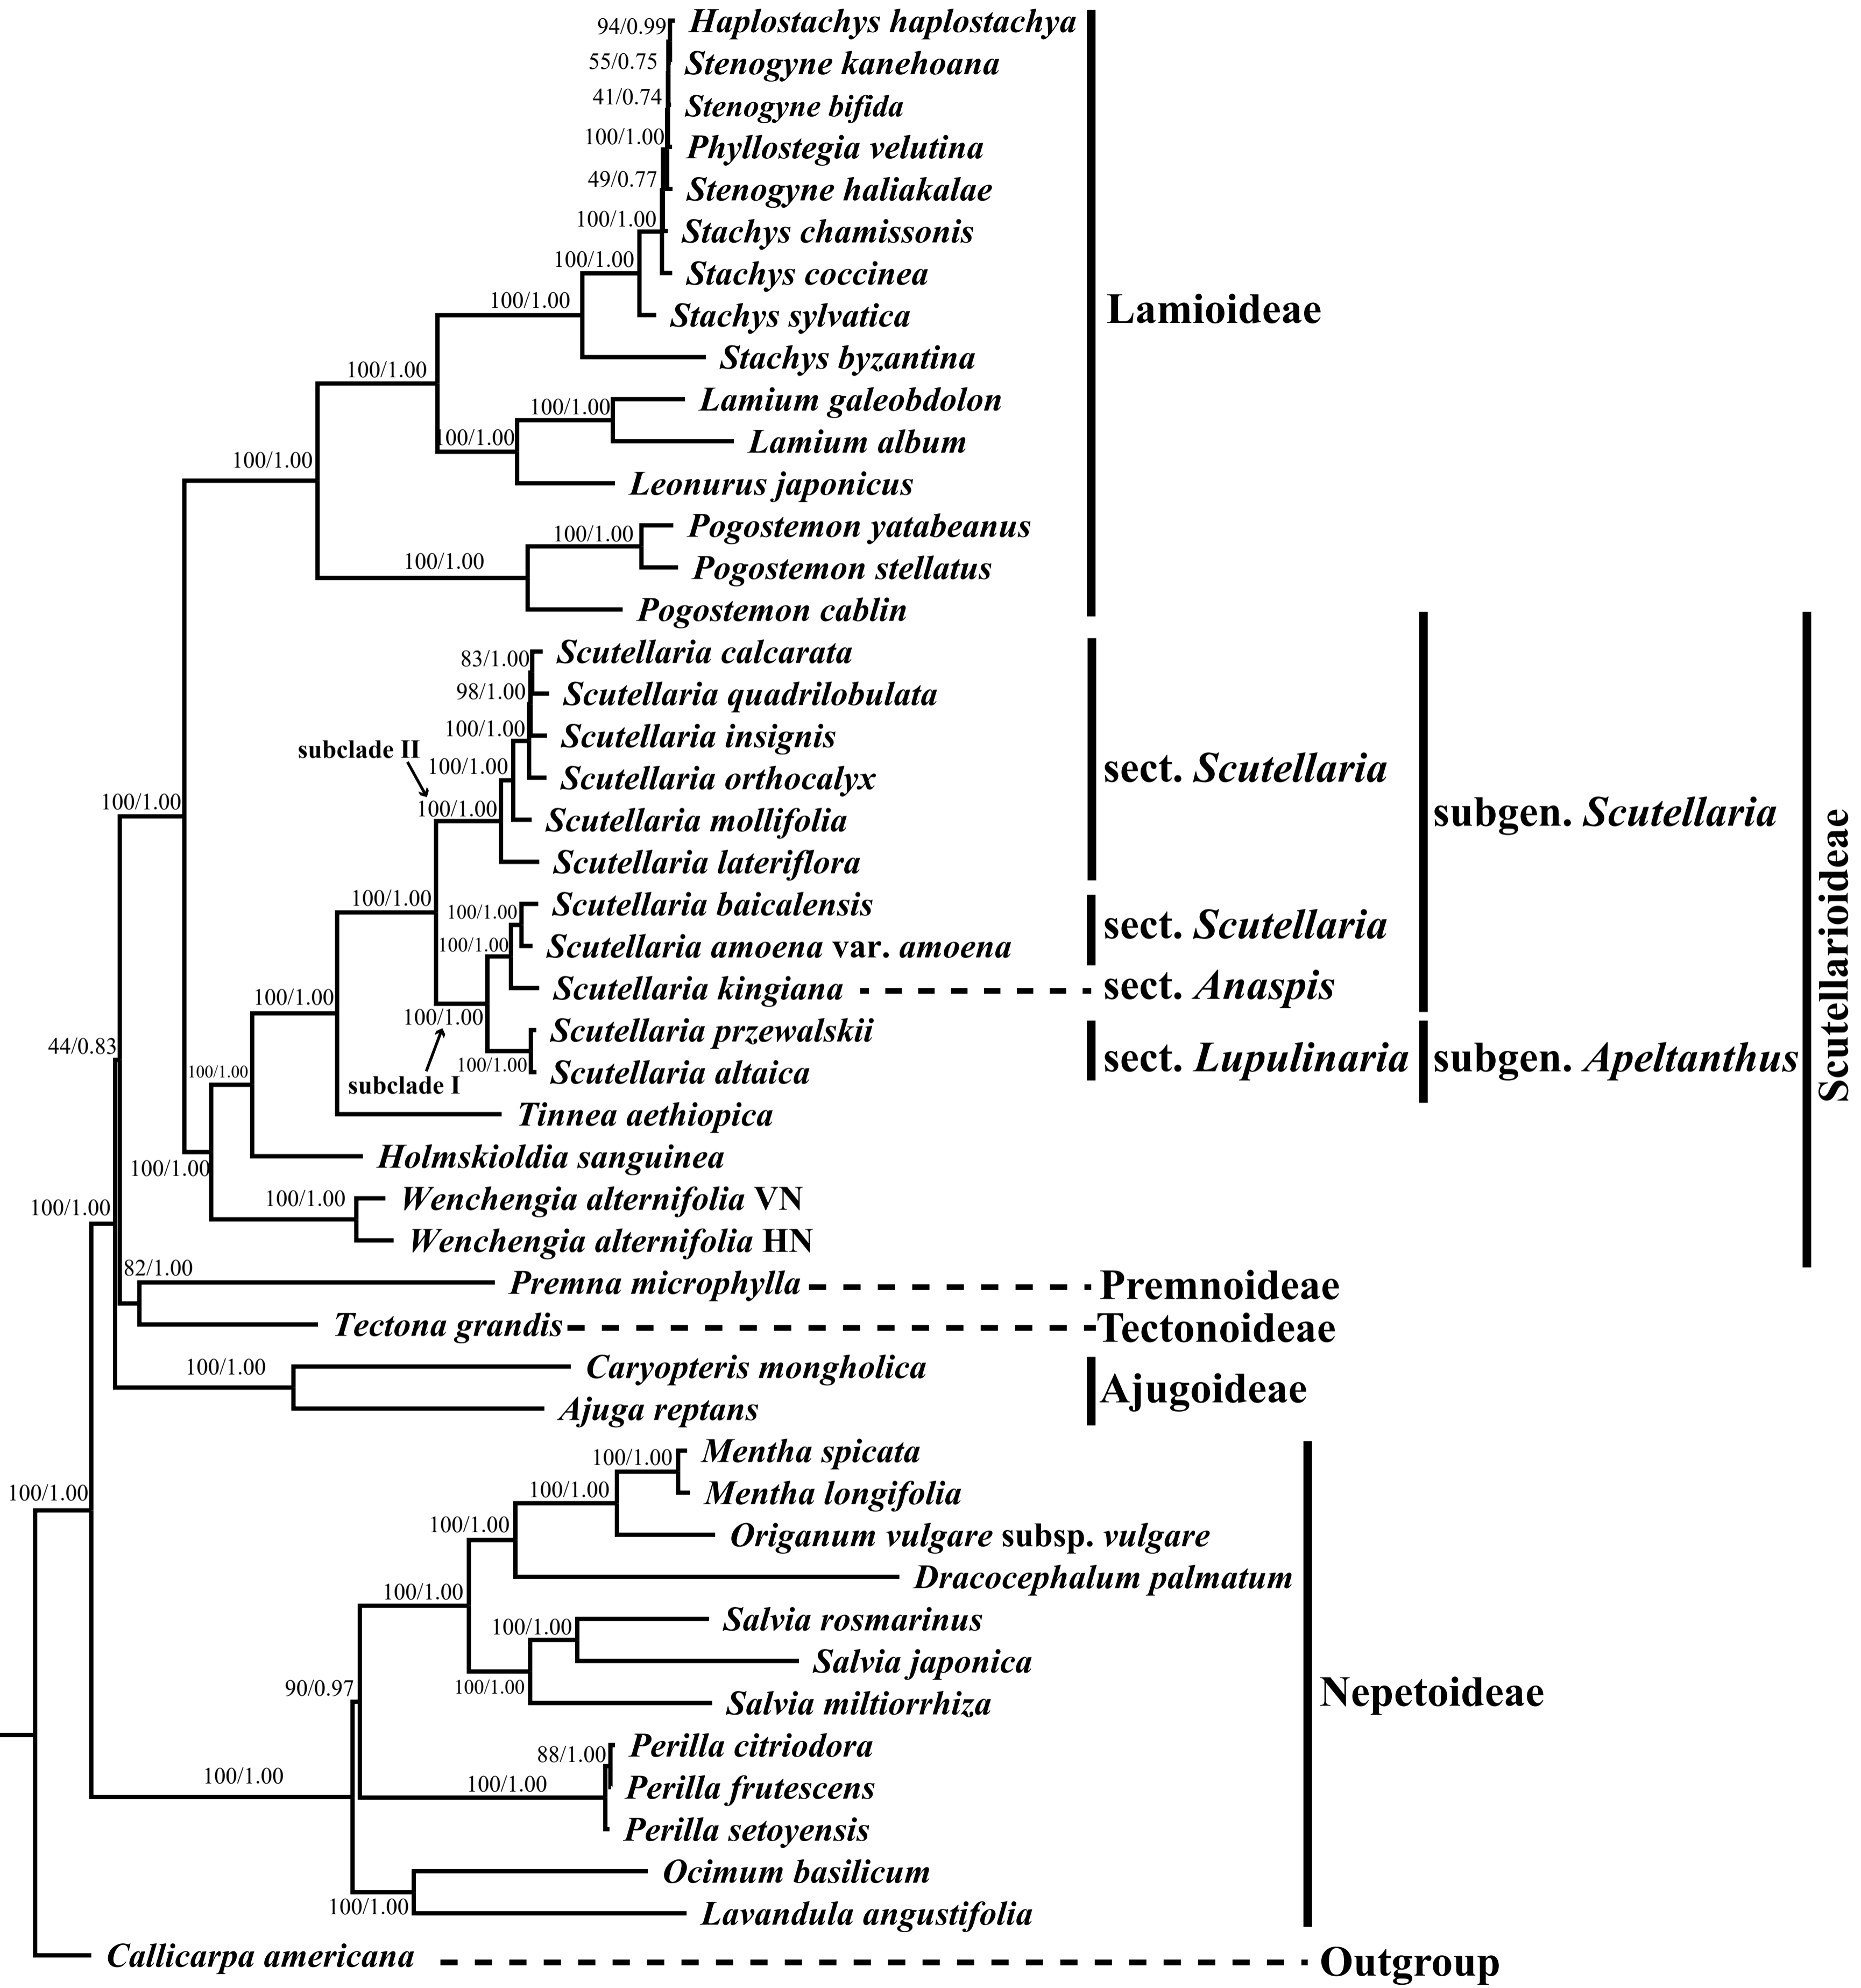 94/0.99 Haplostachys haplostachya
55/0.75 Stenogyne kanehoana
41/0.74 Stenogyne bifida
100/1.00 Phyllostegia velutina
49/0.77 Stenogyne haliakalae
100/1.00 Stachys chamissonis
100/1.00 Stachys coccinea
100/1.00 Stachys sylvatica
Lamioideae
Stachys byzantina
100/1.00
100/1.00 Lamium galeobdolon
100/1.00 Lamium album
100/1.00
Leonurus japonicus
100/1.00 Pogostemon yatabeanus
100/1.00 Pogostemon stellatus
Pogostemon cablin
83/1.00 Scutellaria calcarata
98/1.00 Scutellaria quadrilobulata
100/1.00 Scutellaria insignis
subclade II
100/1.00 Scutellaria orthocalyx
sect. Scutellaria
100/1.00 Scutellaria mollifolia
subgen. Scutellaria
100/1.00
Scutellaria lateriflora
100/1.00
100/1.00 Scutellaria baicalensis
sect. Scutellaria
100/1.00 Scutellaria amoena var. amoena
Scutellaria kingiana sect. Anaspis
Scutellarioideae
100/1.00
100/1.00
Scutellaria przewalskii
44/0.83
100/1.00 Scutellaria altaica
sect. Lupulinaria subgen. Apeltanthus
100/1.00
subclade I
Tinnea aethiopica
100/1.00 Holmskioldia sanguinea
100/1.00 Wenchengia alternifolia VN
100/1.00
Wenchengia alternifolia HN
82/1.00 Premna microphylla Premnoideae
Tectona grandis Tectonoideae
100/1.00 Caryopteris mongholica
Ajugoideae
Ajuga reptans
100/1.00 Mentha spicata
100/1.00 100/1.00 Mentha longifolia
100/1.00 Origanum vulgare subsp. vulgare
Dracocephalum palmatum
100/1.00
100/1.00 Salvia rosmarinus
Salvia japonica
90/0.97 100/1.00 Salvia miltiorrhiza
Nepetoideae
88/1.00 Perilla citriodora
100/1.00 100/1.00 Perilla frutescens
Perilla setoyensis
Ocimum basilicum
100/1.00 Lavandula angustifolia
Callicarpa americana Outgroup